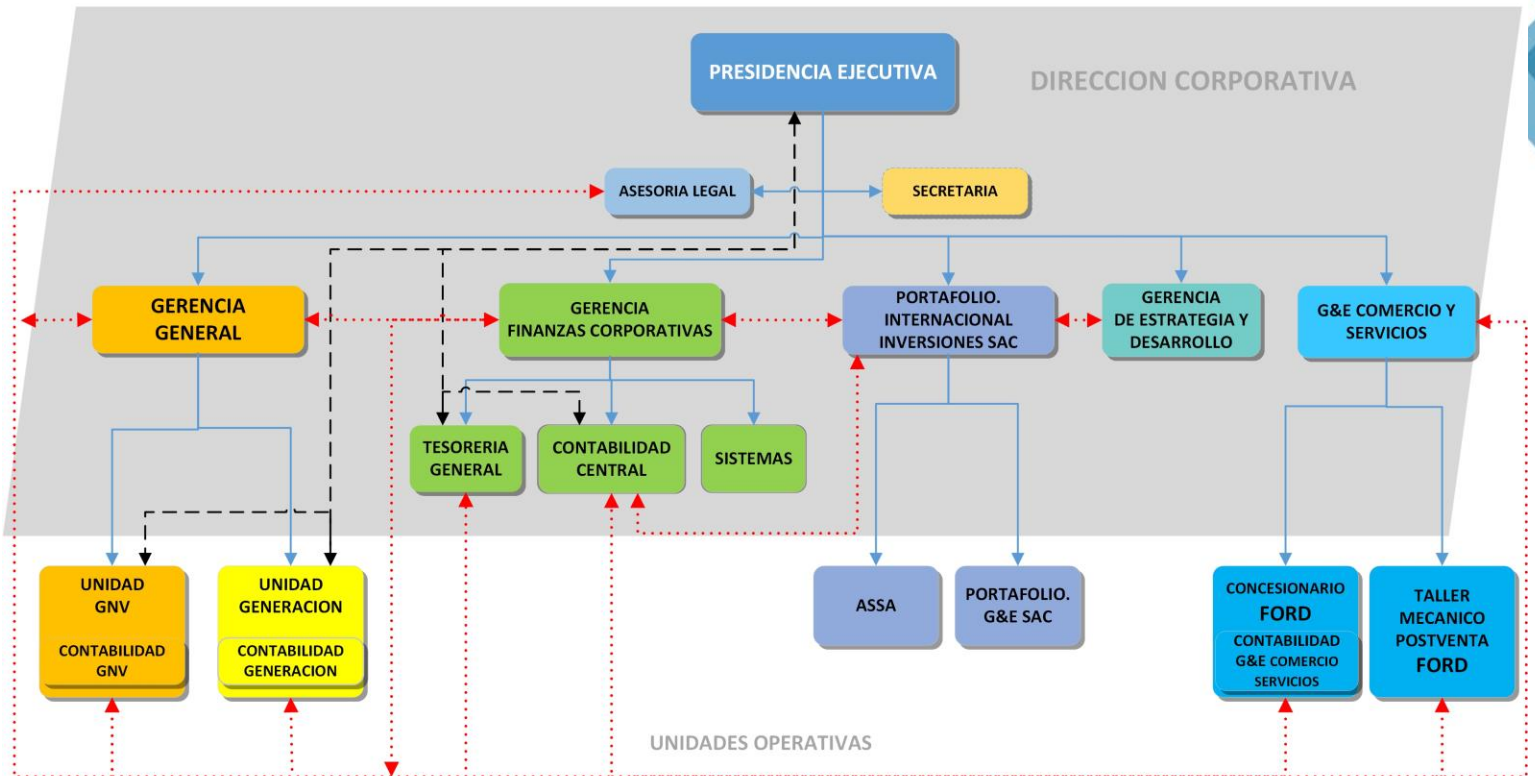 PRESIDENCIA EJECUTIVA
DIRECCION CORPORATIVA
ASESORIA LEGAL
SECRETARIA
GERENCIA
GENERAL
GERENCIA
FINANZAS CORPORATIVAS
PORTAFOLIO.
INTERNACIONAL
INVERSIONES SAC
GERENCIA
DE ESTRATEGIA Y
DESARROLLO
G&E COMERCIO Y
SERVICIOS
TESORERIA
GENERAL
CONTABILIDAD
CENTRAL
SISTEMAS
UNIDAD
GNV
CONTABILIDAD
GNV
UNIDAD
GENERACION
CONTABILIDAD
GENERACION
ASSA
PORTAFOLIO.
G&E SAC
CONCESIONARIO
FORD
CONTABILIDAD
G&E COMERCIO
SERVICIOS
TALLER
MECANICO
POSTVENTA
FORD
UNIDADES OPERATIVAS